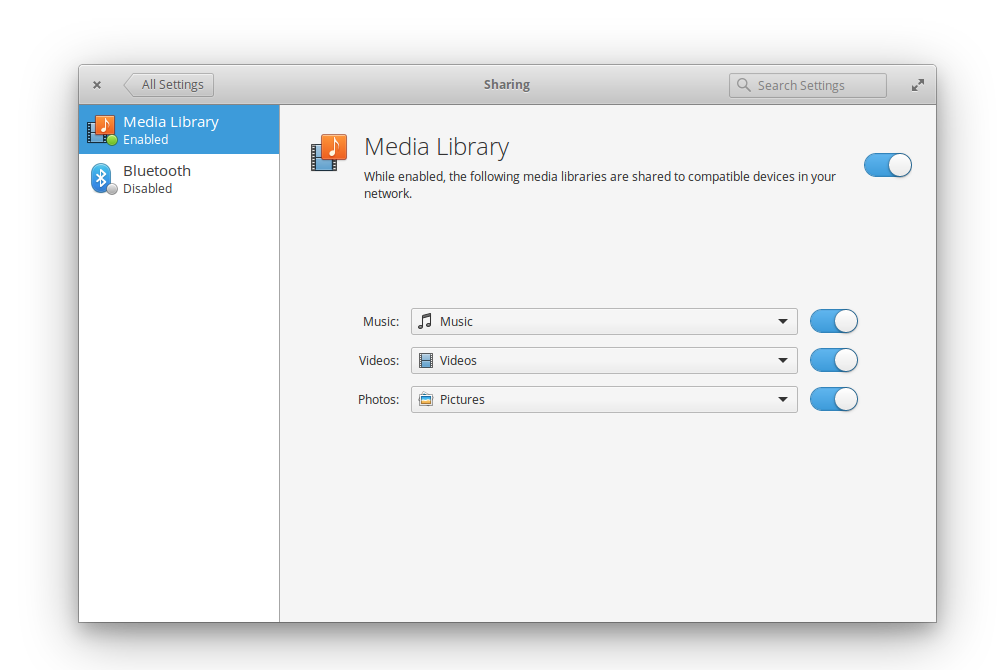 All Settings
Sharing
Search Settings
Media Library
Enabled
Bluetooth
Disabled
Media Library
While enabled, the following media libraries are shared to compatible devices in your
network.
Music: Music
Videos: Videos
Photos: Pictures